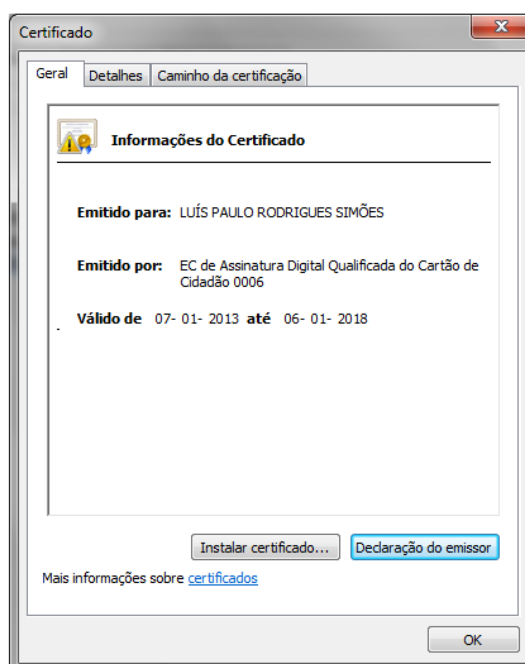 Certificado
Geral Detalhes Caminho da certificação
Informações do Certificado
Emitido para: LUÍS PAULO RODRIGUES SIMÕES
Emitido por: EC de Assinatura Digital Qualificada do Cartão de
Cidadão 0006
Válido de 07- 01- 2013 até 06- 01- 2018
Instalar certificado... Declaração do emissor
Mais informações sobre certificados
OK